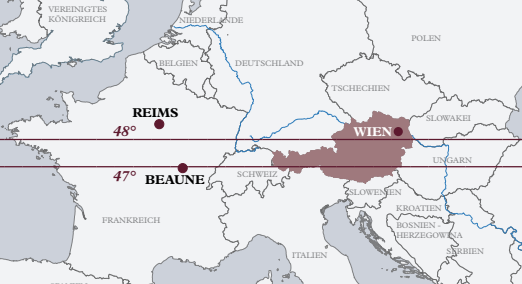 VEREINIGTES
KÖNIGREICH
NIEDERLANDE
POLEN
BELGIEN
DEUTSCHLAND
TSCHECHIEN
REIMS
SLOWAKEI
48°
WIEN
UNGARN
47°
BEAUNE
SCHWEIZ
SLOWENIEN
KROATIEN
FRANKREICH
BOSNIEN -
HERZEGOWINA
SERBIEN
ITALIEN